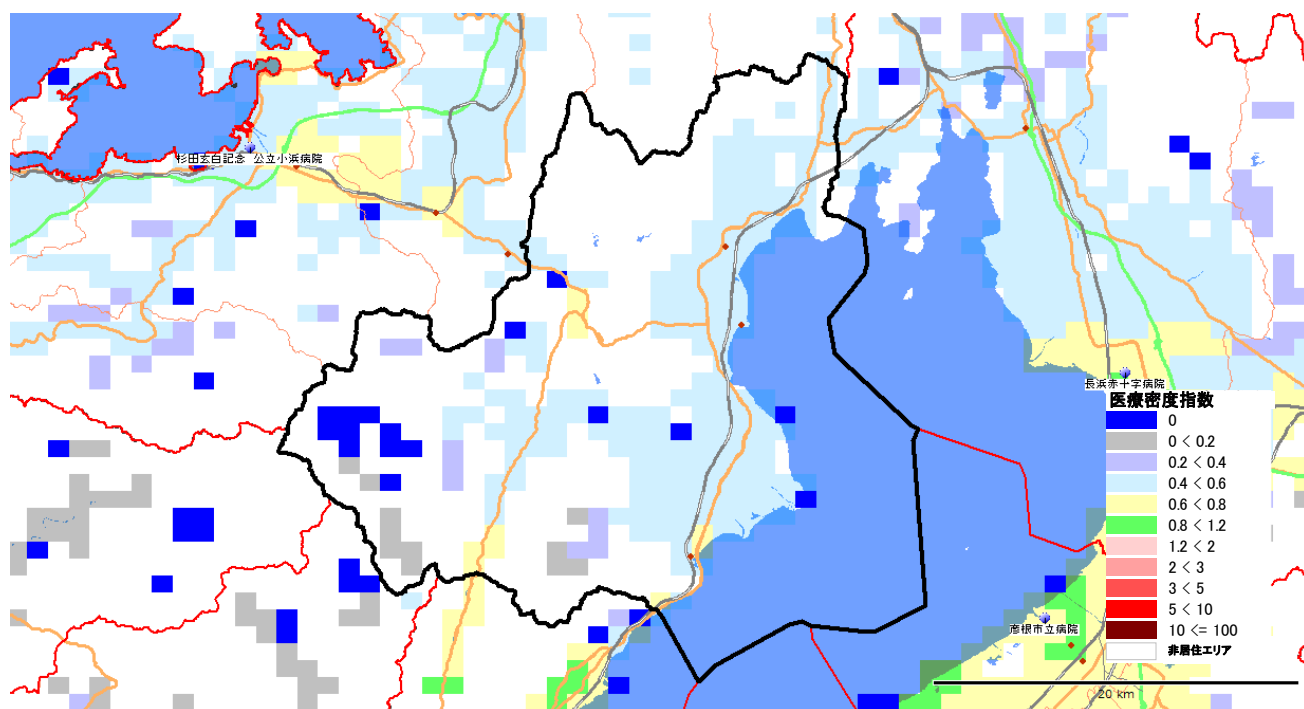 杉田玄白記念 公立小浜病院
長浜赤十字病院
医療密度指数
0
0 < 0.2
0.2 < 0.4
0.4 < 0.6
0.6 < 0.8
0.8 < 1.2
1.2 < 2
2 < 3
3 < 5
5 < 10
10 <= 100
非居住エリア
彦根市立病院
20 km